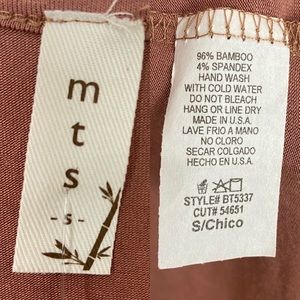 m
t
s
-s-
96% BAMBOO
4% SPANDEX
HAND WASH
WITH COLD WATER
DO NOT BLEACH
HANG OR LINE DRY
MADE IN U.S.A.
LAVE FRIO A MANO
NO CLORO
SECAR COLGADO
HECHO EN U.S.A.
STYLE# BT5337
CUT# 54651
S/Chico